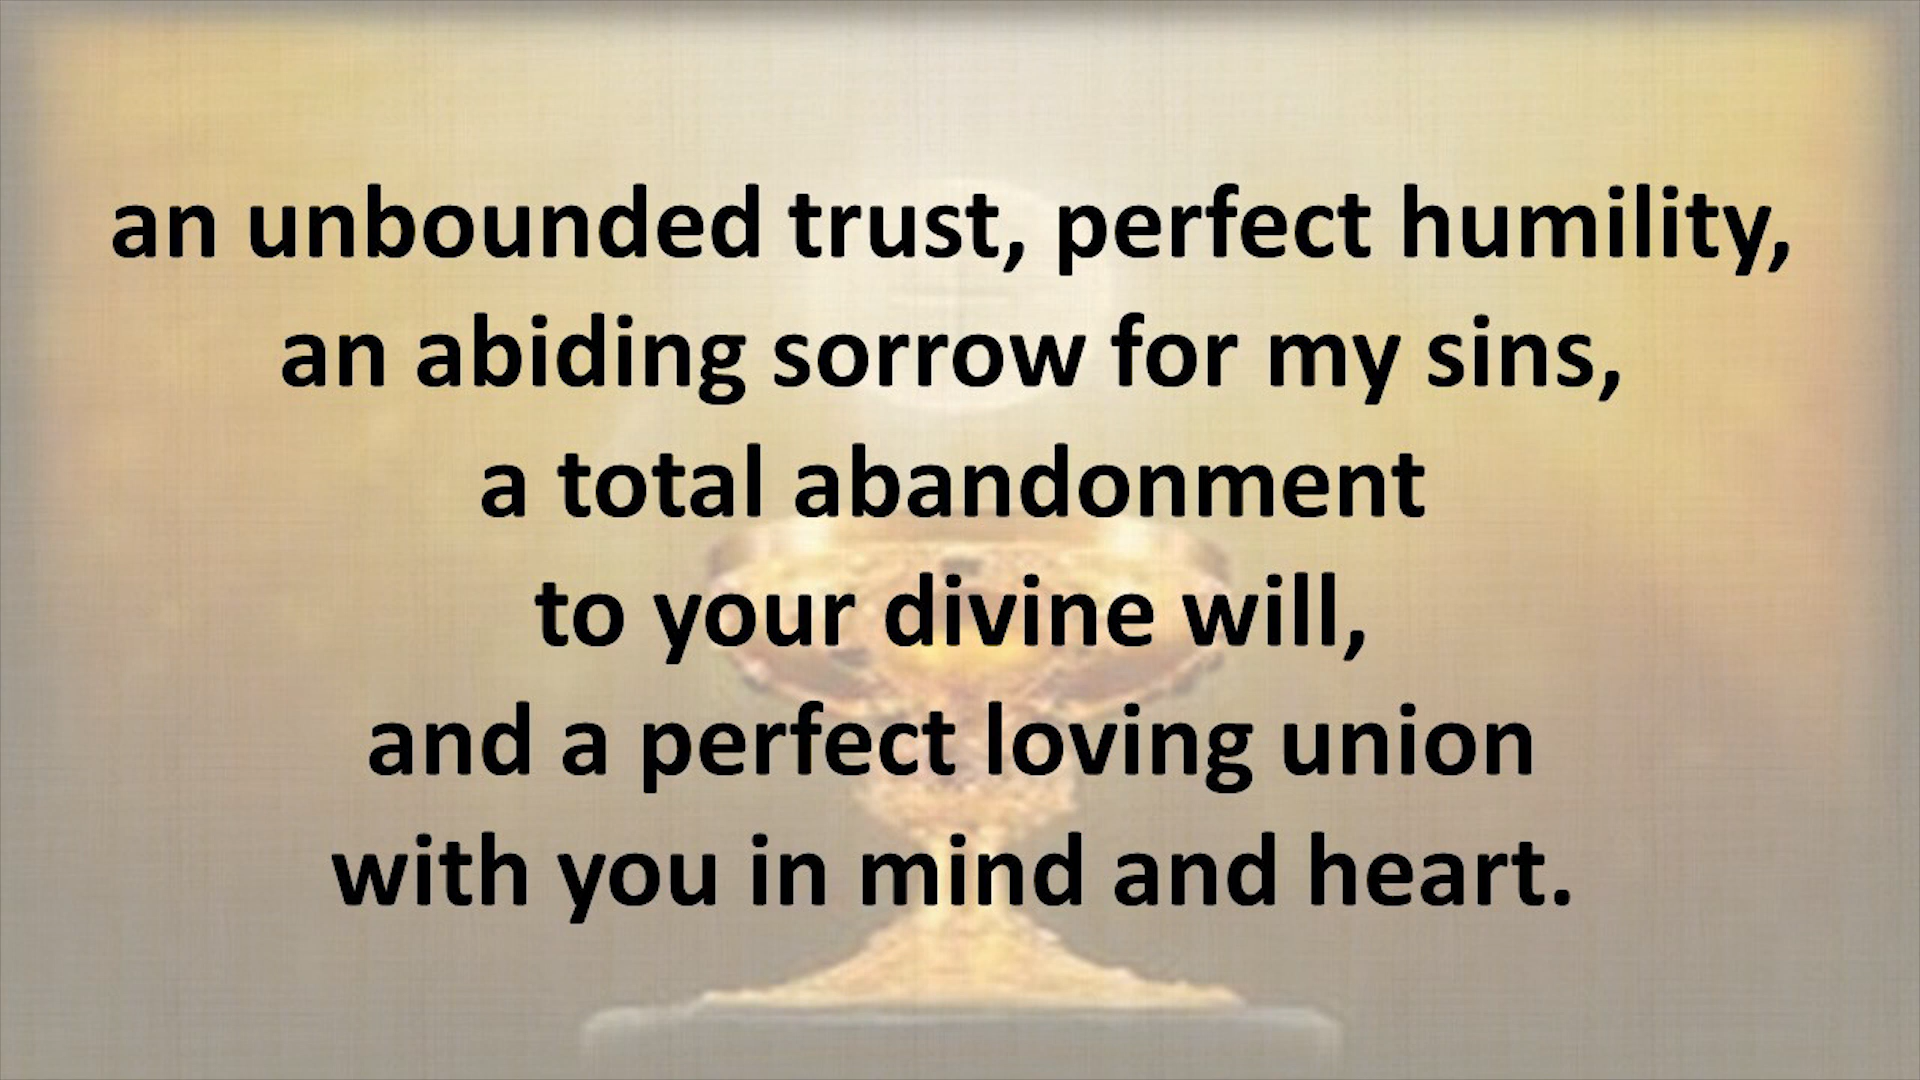 an unbounded trust, perfect humility,
an abiding sorrow for my sins,
a total abandonment
to your divine will,
and a perfect loving union
with you in mind and heart.